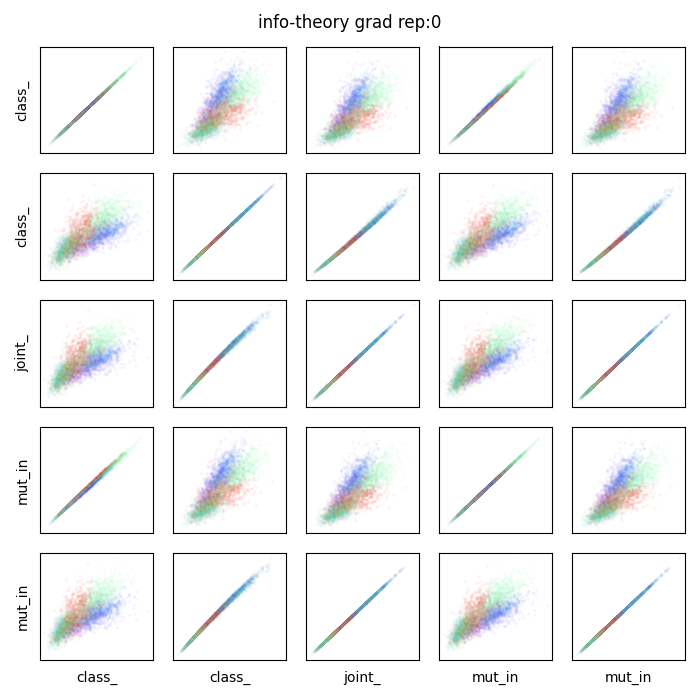 info-theory grad rep:0
class_
class_
joint_
mut_in
mut_in
class_ class_ joint_ mut_in mut_in